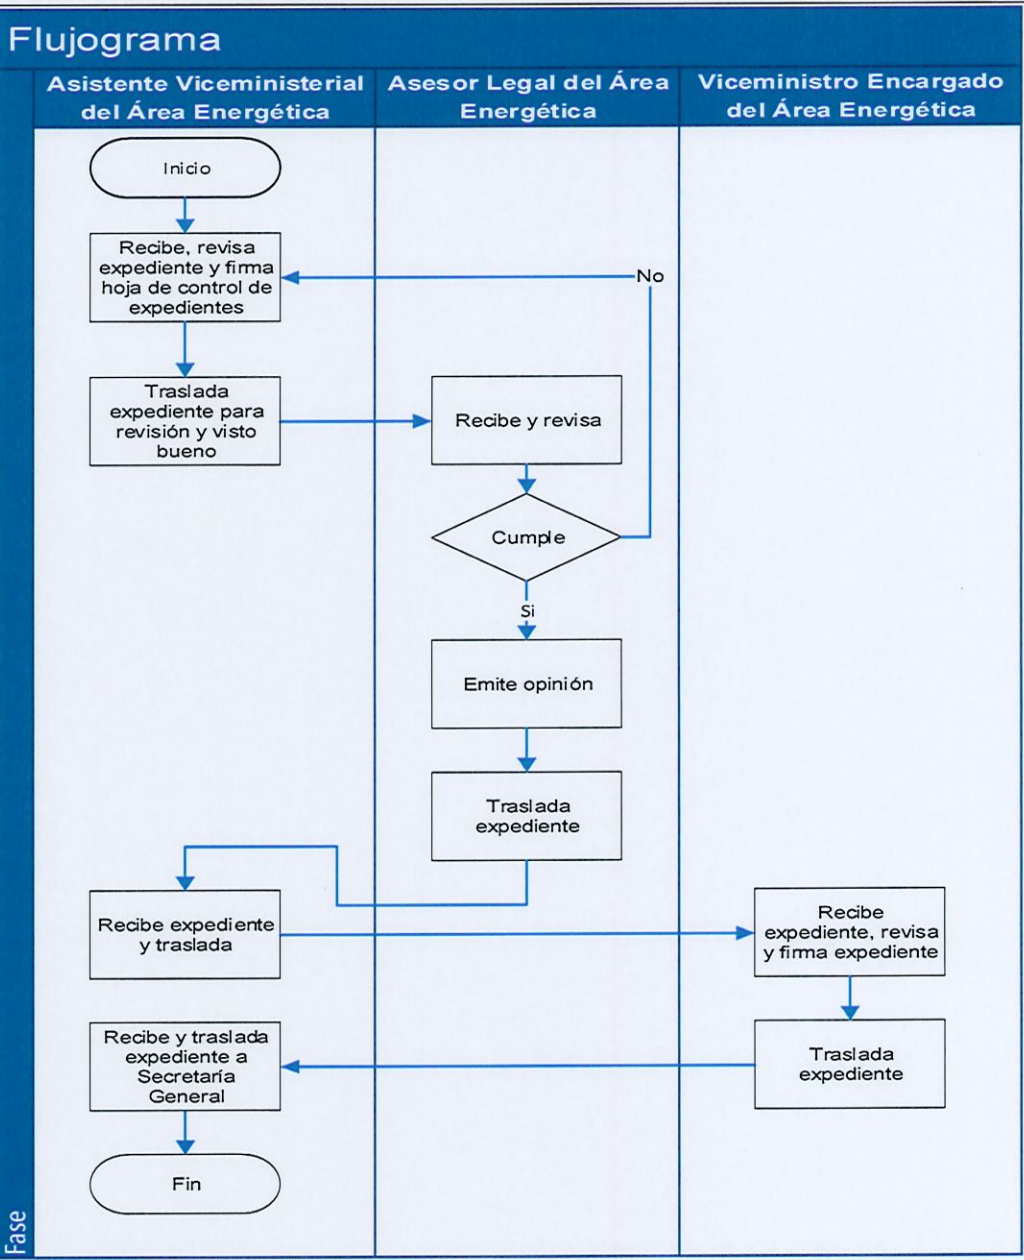 Flujograma
Asistente Viceministerial
del Área Energética
Asesor Legal del Área
Energética
Viceministro Encargado
del Área Energética
Inicio
Recibe, revisa
expediente y firma
hoja de control de
expedientes
No
Traslada
expediente para
revisión y visto
bueno
Recibe y revisa
Cumple
Si
Emite opinión
Traslada
expediente
Recibe expediente
y traslada
Recibe
expediente, revisa
y firma expediente
Traslada
expediente
Recibe y traslada
expediente a
Secretaría
General
Fin
Fase